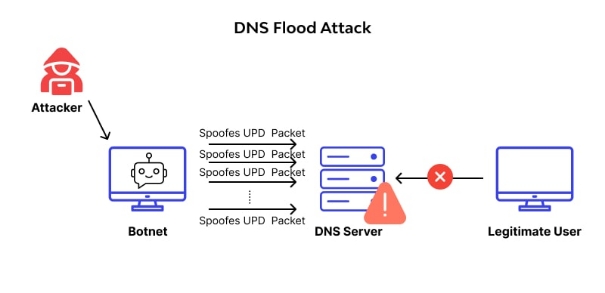 DNS Flood Attack
Attacker
Spoofes UPD Packet
Spoofes UPD Packet
Spoofes UPD Packet
Spoofes UPD Packet
Botnet
DNS Server
Legitimate User